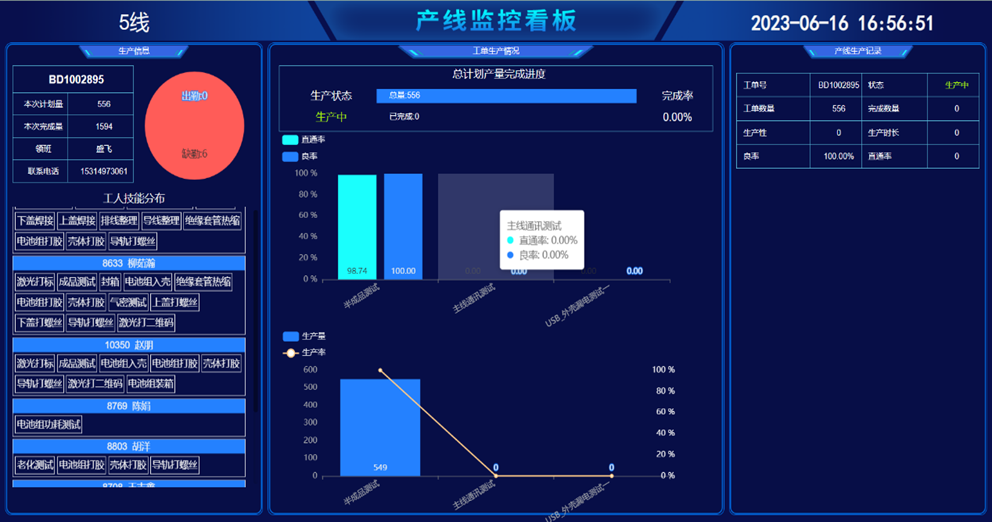 5线
产线监控看板
2023-06-16 16:56:51
生产信息
BD1002895
本次计划量 556
本次完成量 1594
领班 盛飞
联系电话 15314973061
出勤:0
缺勤:6
工人技能分布
下盖焊接 上盖焊接 排线整理 导线整理 绝缘套管热缩
电池组打胶 壳体打胶 导轨打螺丝
8633 柳茹瀚
激光打标 成品测试 封箱 电池组入壳 绝缘套管热缩
电池组打胶 壳体打胶 气密测试 上盖打螺丝
下盖打螺丝 导轨打螺丝 激光打二维码
10350 赵朋
激光打标 成品测试 电池组入壳 电池组打胶 壳体打胶
导轨打螺丝 激光打二维码 电池组装箱
8769 陈娟
电池组功耗测试
8803 胡洋
老化测试 电池组打胶 壳体打胶 导轨打螺丝
工单生产情况
总计划产量完成进度
生产状态 总量:556 完成率
生产中 已完成:0 0.00%
直通率
良率
100 %
80 %
60 %
40 %
20 %
0 %
98.74 100.00 0.00 0.00 0.00 0.00
主线通讯测试
直通率: 0.00%
良率: 0.00%
半成品测试 主线通讯测试 USB_外壳漏电测试一
生产量
生产率
600 100 %
500 80 %
400 60 %
300 40 %
200 20 %
100 0 %
0
549 0 0
半成品测试 主线通讯测试 USB_外壳漏电测试一
产线生产记录
工单号 BD1002895 状态 生产中
工单数量 556 完成数量 0
生产性 0 生产时长 0
良率 100.00% 直通率 0